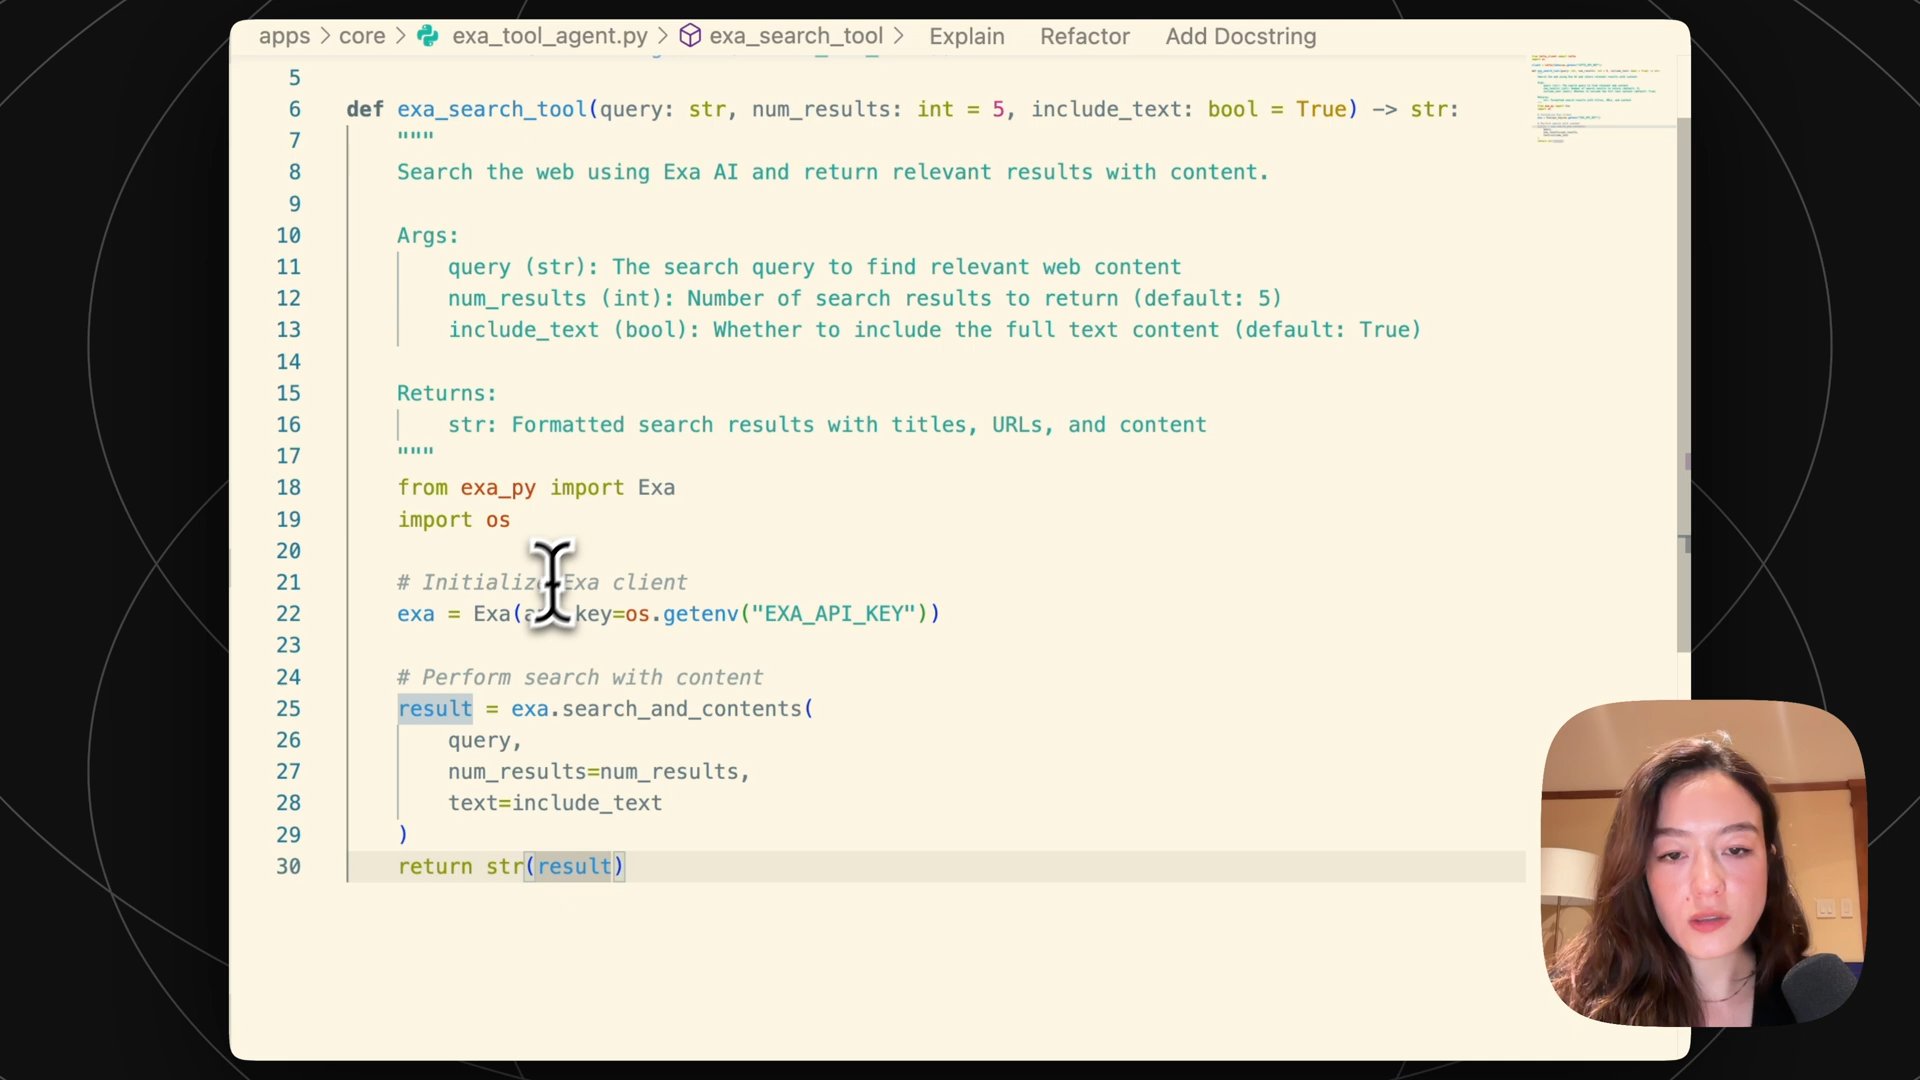 apps > core > exa_tool_agent.py > exa_search_tool > Explain Refactor Add Docstring
5
6 def exa_search_tool(query: str, num_results: int = 5, include_text: bool = True) -> str:
7 """
8 Search the web using Exa AI and return relevant results with content.
9
10 Args:
11 query (str): The search query to find relevant web content
12 num_results (int): Number of search results to return (default: 5)
13 include_text (bool): Whether to include the full text content (default: True)
14
15 Returns:
16 str: Formatted search results with titles, URLs, and content
17 """
18 from exa_py import Exa
19 import os
20
21 # Initialize Exa client
22 exa = Exa(api_key=os.getenv("EXA_API_KEY"))
23
24 # Perform search with content
25 result = exa.search_and_contents(
26 query,
27 num_results=num_results,
28 text=include_text
29 )
30 return str(result)